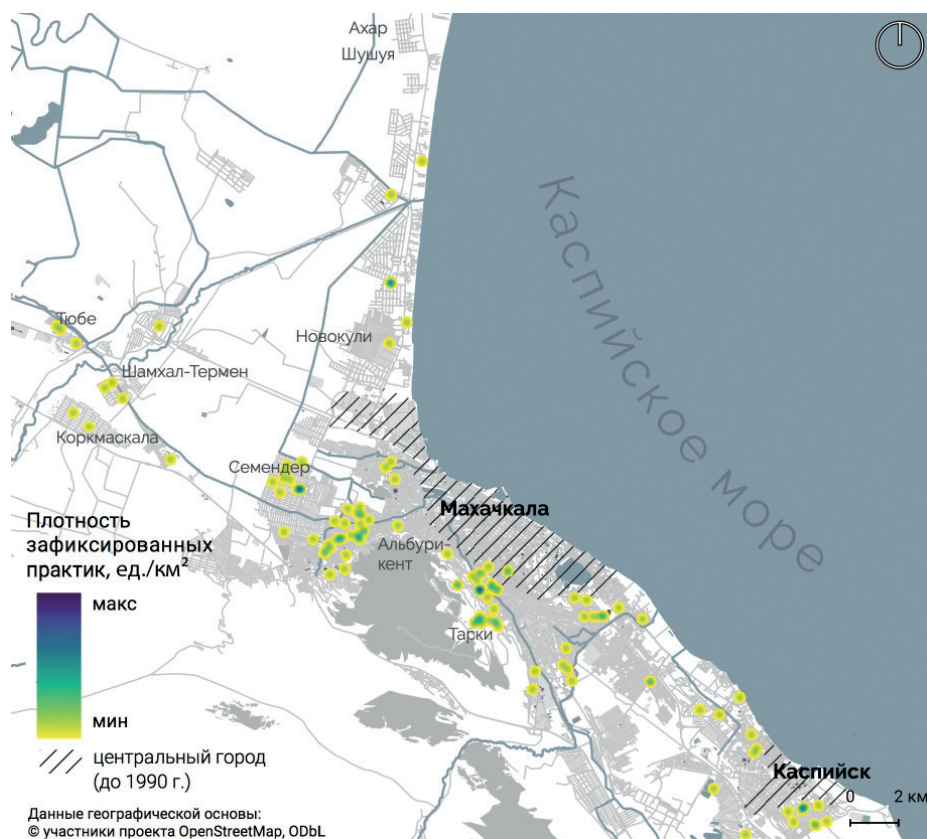 Ахар
Шушуя
Каспийское море
Тюбе
Новокули
Шамхал-Термен
Коркмаскала
Семендер
Махачкала
Альбури-
кент
Тарки
Каспийск
Плотность
зафиксированных
практик, ед./км²
макс
мин
центральный город
(до 1990 г.)
0 2 км
Данные географической основы:
© участники проекта OpenStreetMap, ODbL